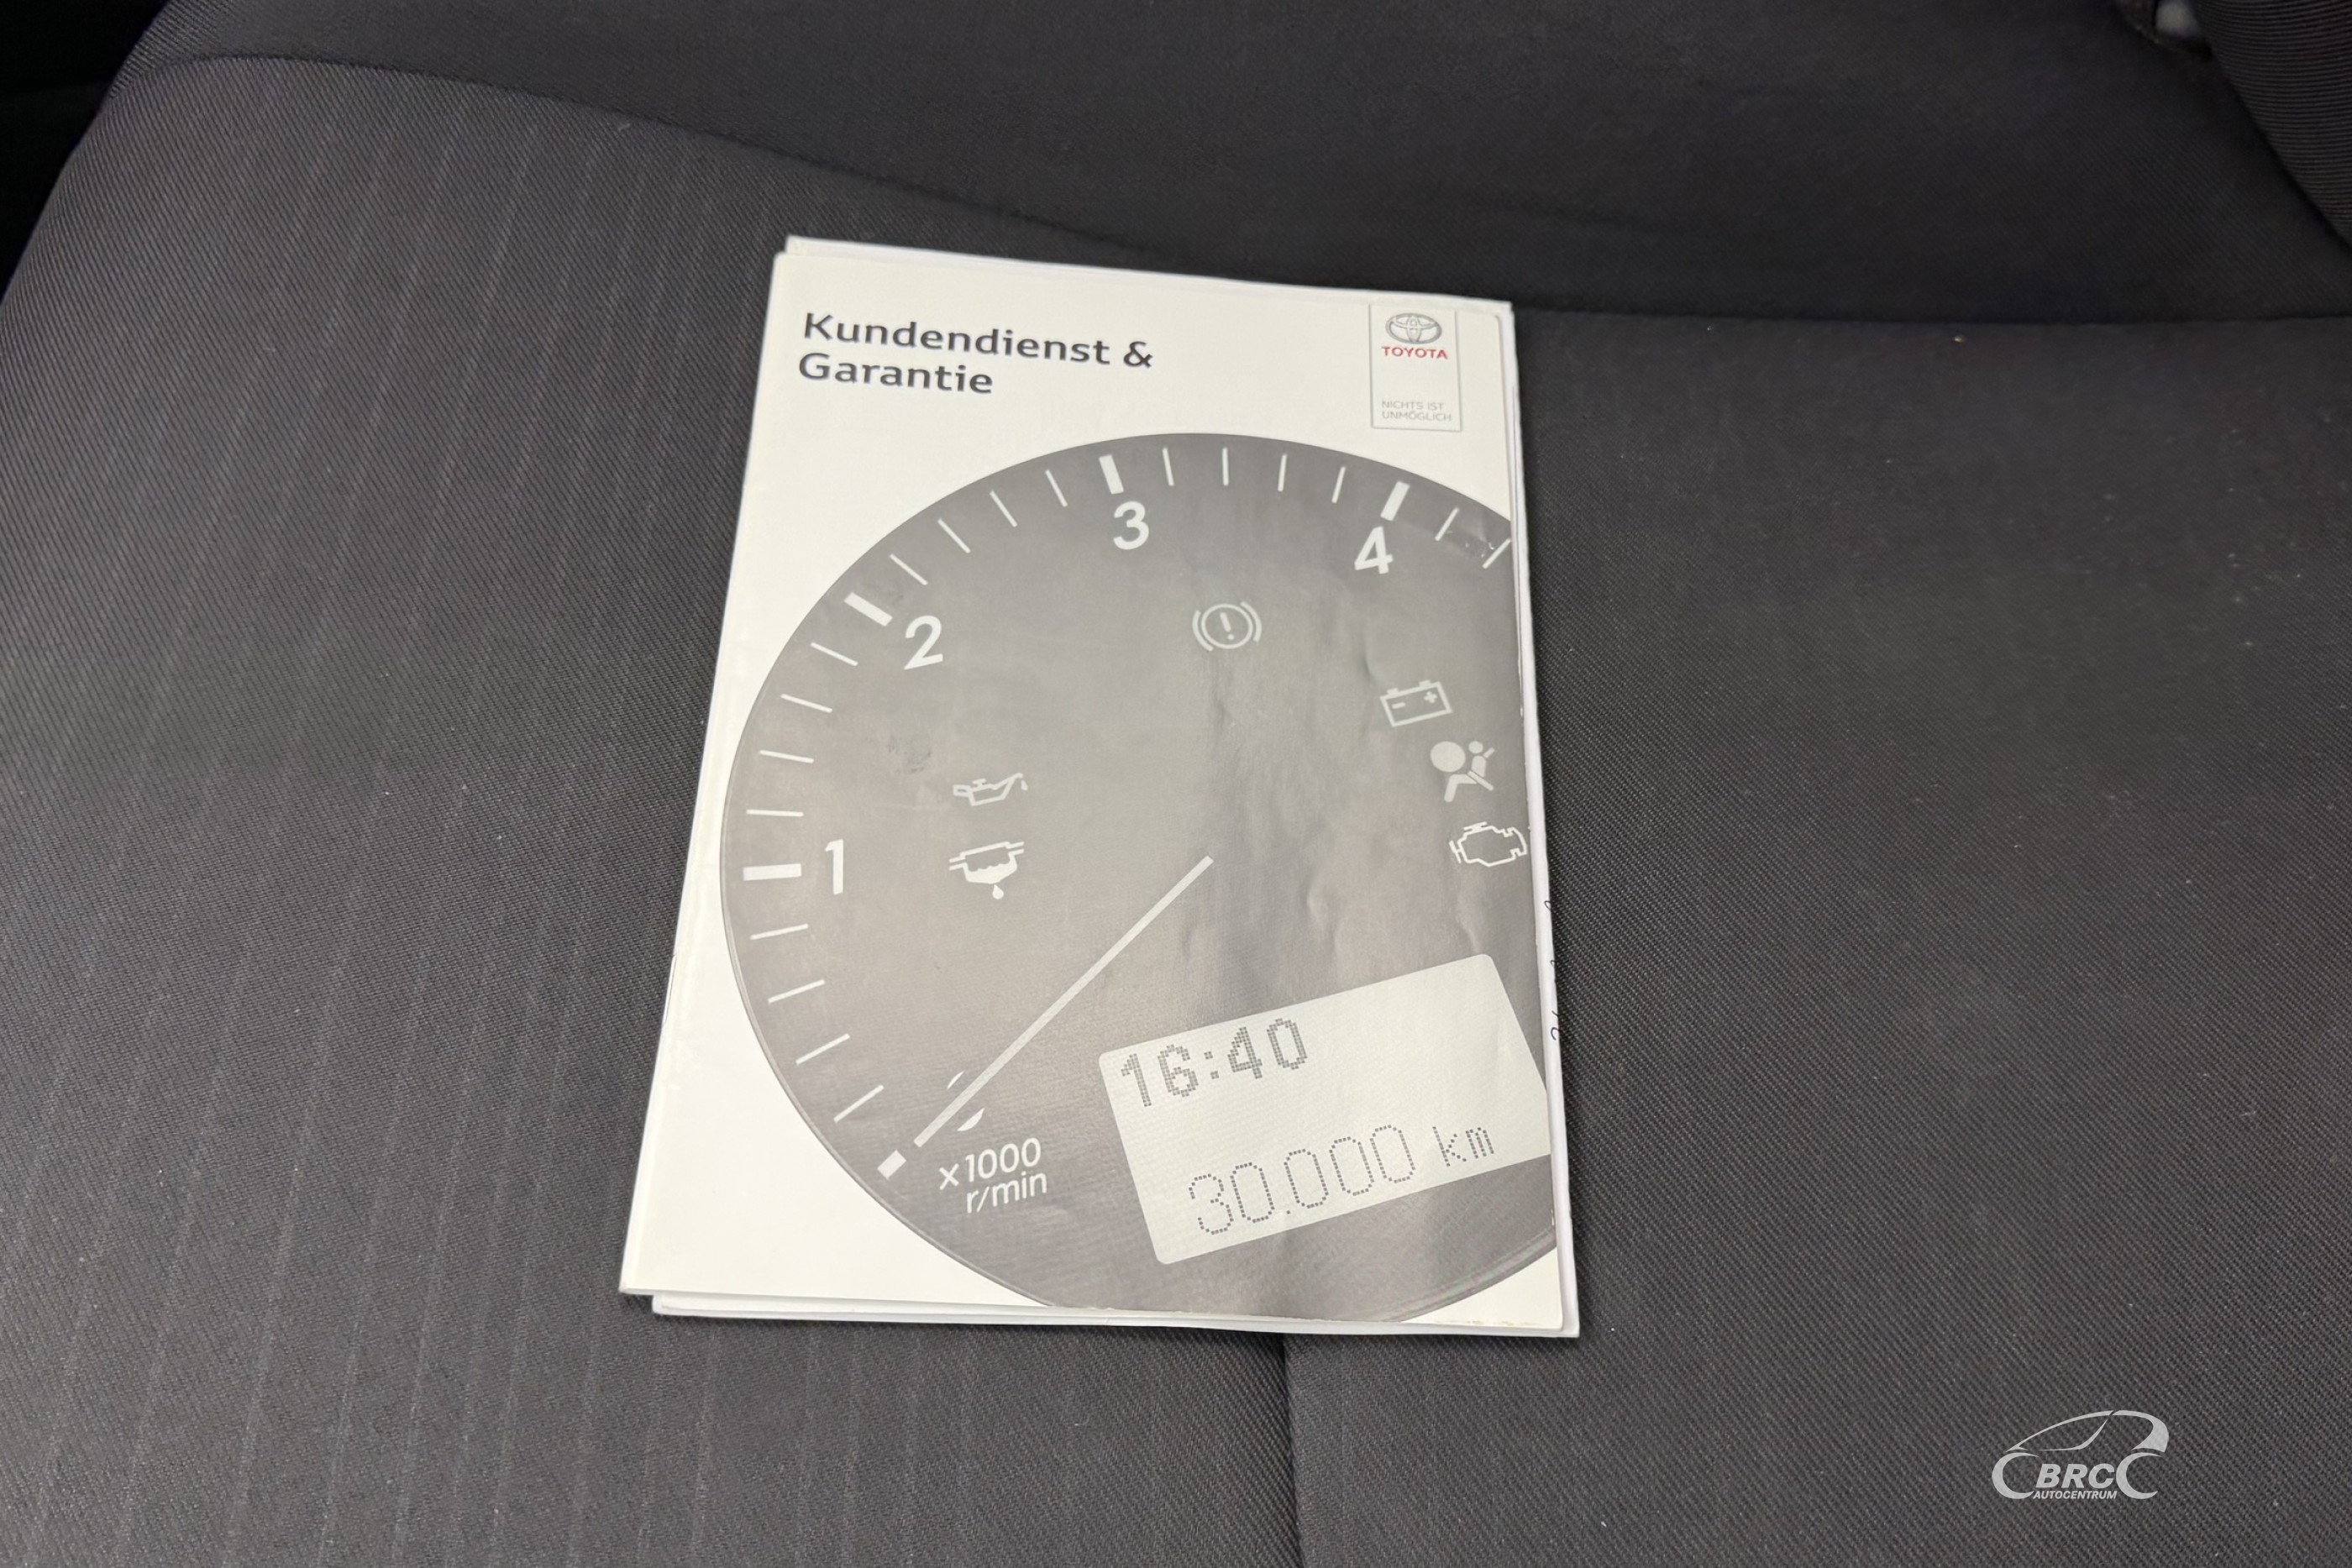 Kundendienst &
Garantie
TOYOTA
NICHTS IST
UNMÖGLICH
3
4
2
1
16:40
30.000 km
x1000
r/min
BRC
AUTOCENTRUM